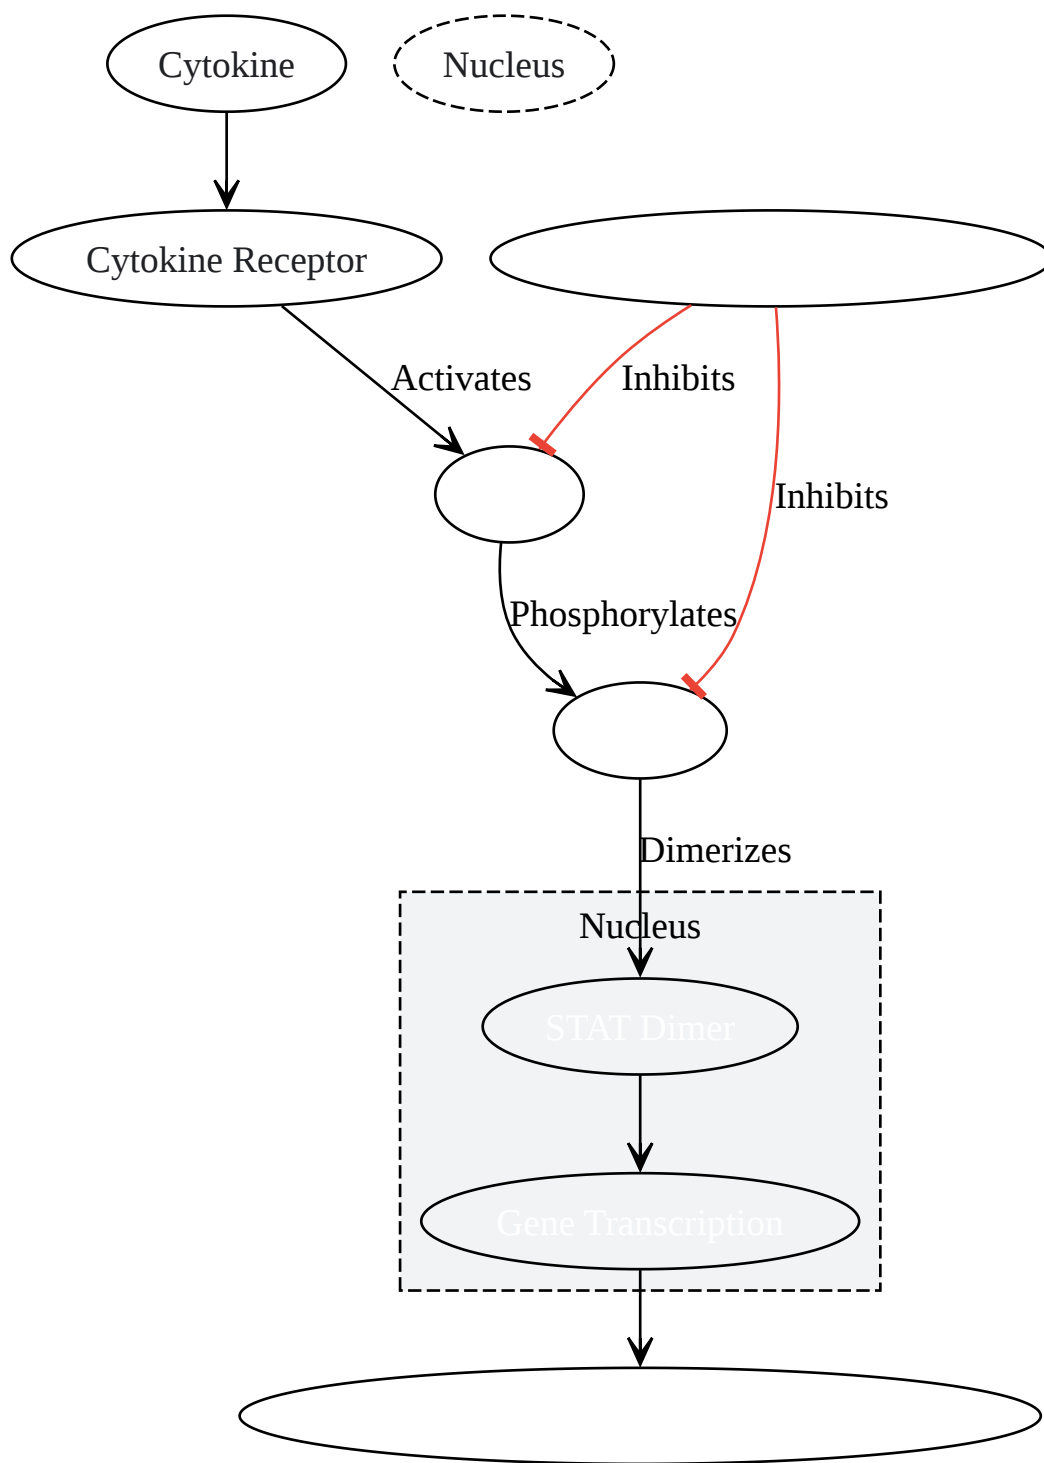 Cytokine
Nucleus
Cytokine Receptor
Activates
Inhibits
Inhibits
Phosphorylates
Dimerizes
Nucleus
STAT Dimer
Gene Transcription